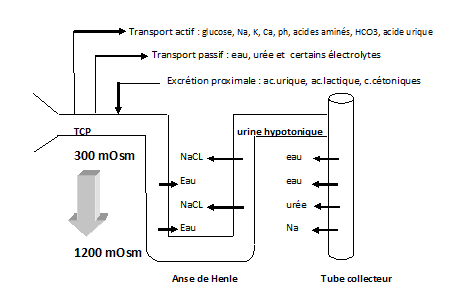 Transport actif : glucose, Na, K, Ca, ph, acides aminés, HCO3, acide urique
Transport passif : eau, urée et certains électrolytes
Excrétion proximale : ac.urique, ac.lactique, c.cétoniques
TCP
urine hypotonique
300 mOsm
NaCL
eau
Eau
eau
NaCL
urée
Eau
Na
1200 mOsm
Anse de Henle
Tube collecteur